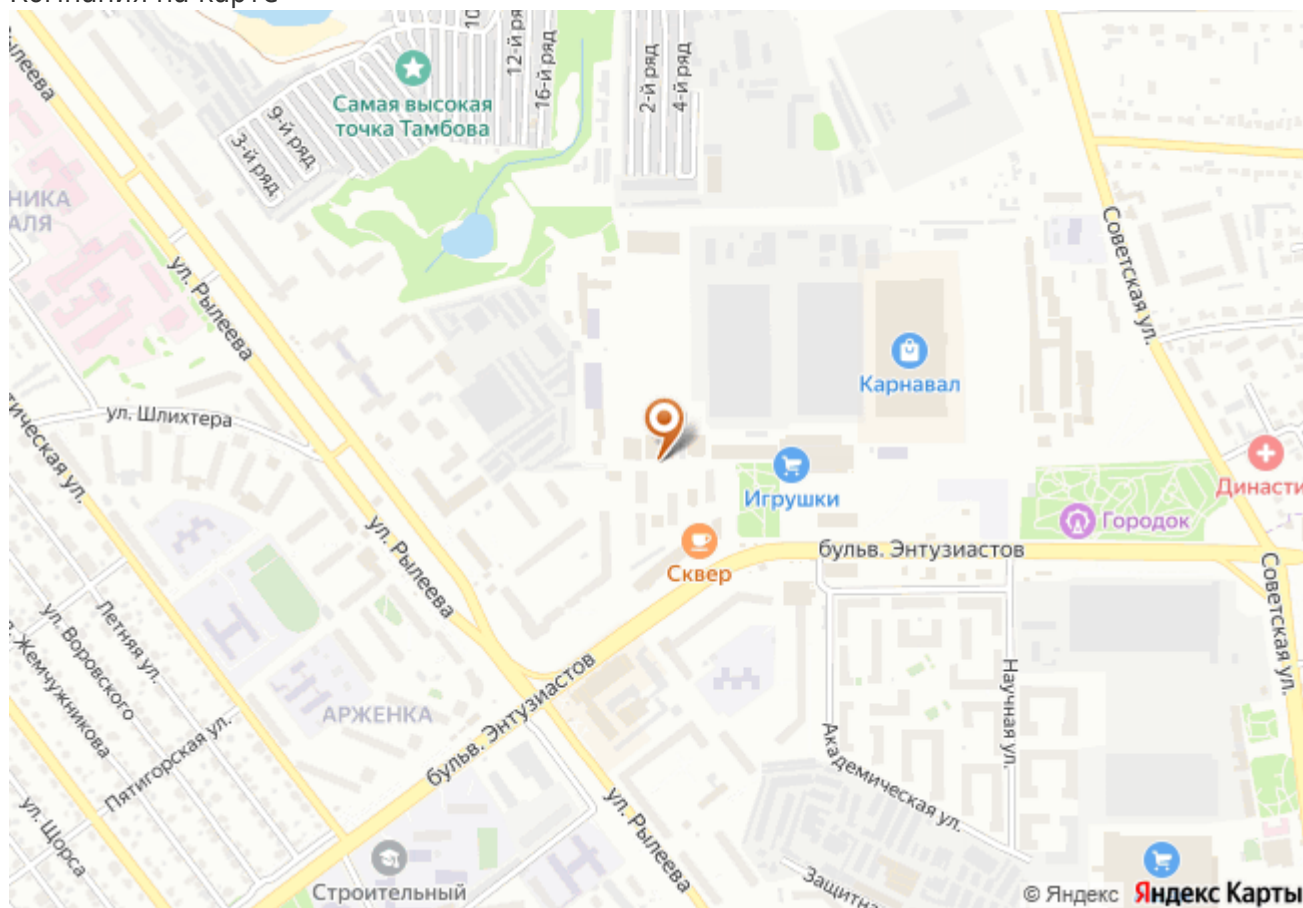 12-й ряд
16-й ряд
2-й ряд
4-й ряд
Самая высокая
точка Тамбова
9-й ряд
3-й ряд
Советская ул.
ул. Рылеева
Карнавал
ул. Шлихтера
Игрушки
Городок
бульв. Энтузиастов
Сквер
ул. Рылеева
Советская ул.
Летняя ул.
ул. Воровского
Научная ул.
АРЖЕНКА
бульв. Энтузиастов
Пятигорская ул.
Академическая ул.
ул. Щорса
ул. Рылеева
Строительный
© Яндекс Яндекс Карты